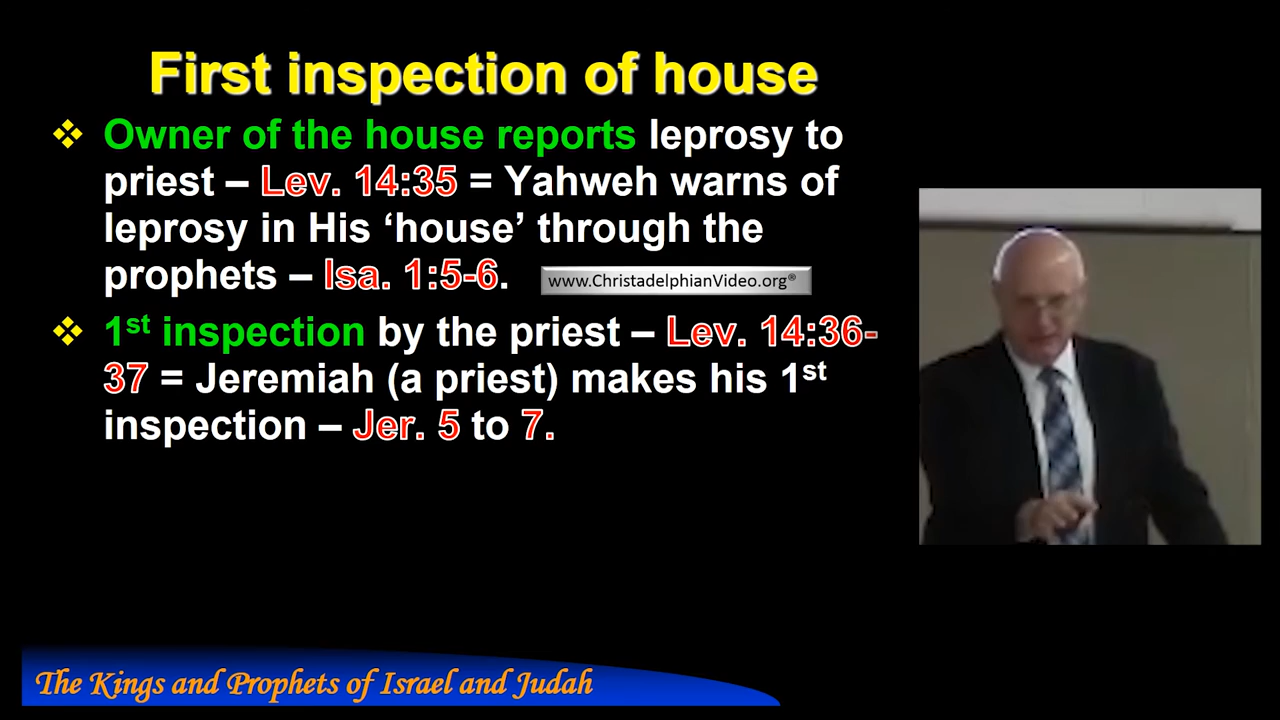 First inspection of house
❖ Owner of the house reports leprosy to
priest – Lev. 14:35 = Yahweh warns of
leprosy in His ‘house’ through the
prophets – Isa. 1:5-6.
www.ChristadelphianVideo.org®
❖ 1st inspection by the priest – Lev. 14:36-
37 = Jeremiah (a priest) makes his 1st
inspection – Jer. 5 to 7.
The Kings and Prophets of Israel and Judah